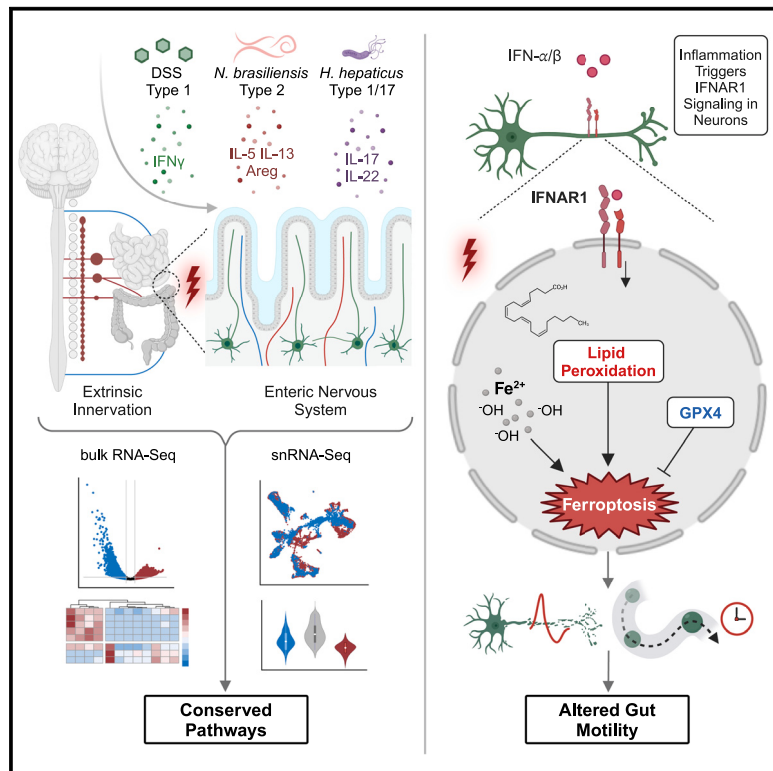 DSS
Type 1
IFNγ
N. brasiliensis
Type 2
IL-5 IL-13
Areg
H. hepaticus
Type 1/17
IL-17
IL-22
Extrinsic
Innervation
Enteric Nervous
System
bulk RNA-Seq
snRNA-Seq
Conserved
Pathways
IFN-α/β
Inflammation
Triggers
IFNAR1
Signaling in
Neurons
IFNAR1
CO₂H
CH₃
Lipid
Peroxidation
Fe²⁺
⁻OH
⁻OH
⁻OH
GPX4
Ferroptosis
Altered Gut
Motility